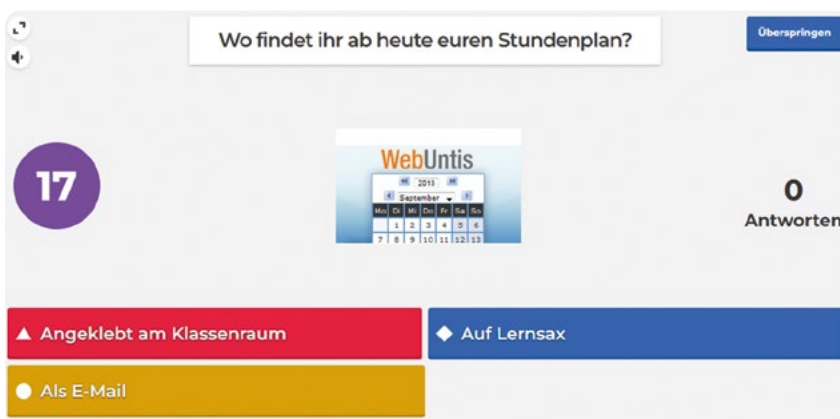 Wo findet ihr ab heute euren Stundenplan?
Überspringen
17
WebUntis
2013
September
Mo Di Mi Do Fr Sa So
1 2 3 4 5 6
7 8 9 10 11 12 13
0
Antworten
Angeklebt am Klassenraum
Auf Lernsax
Als E-Mail